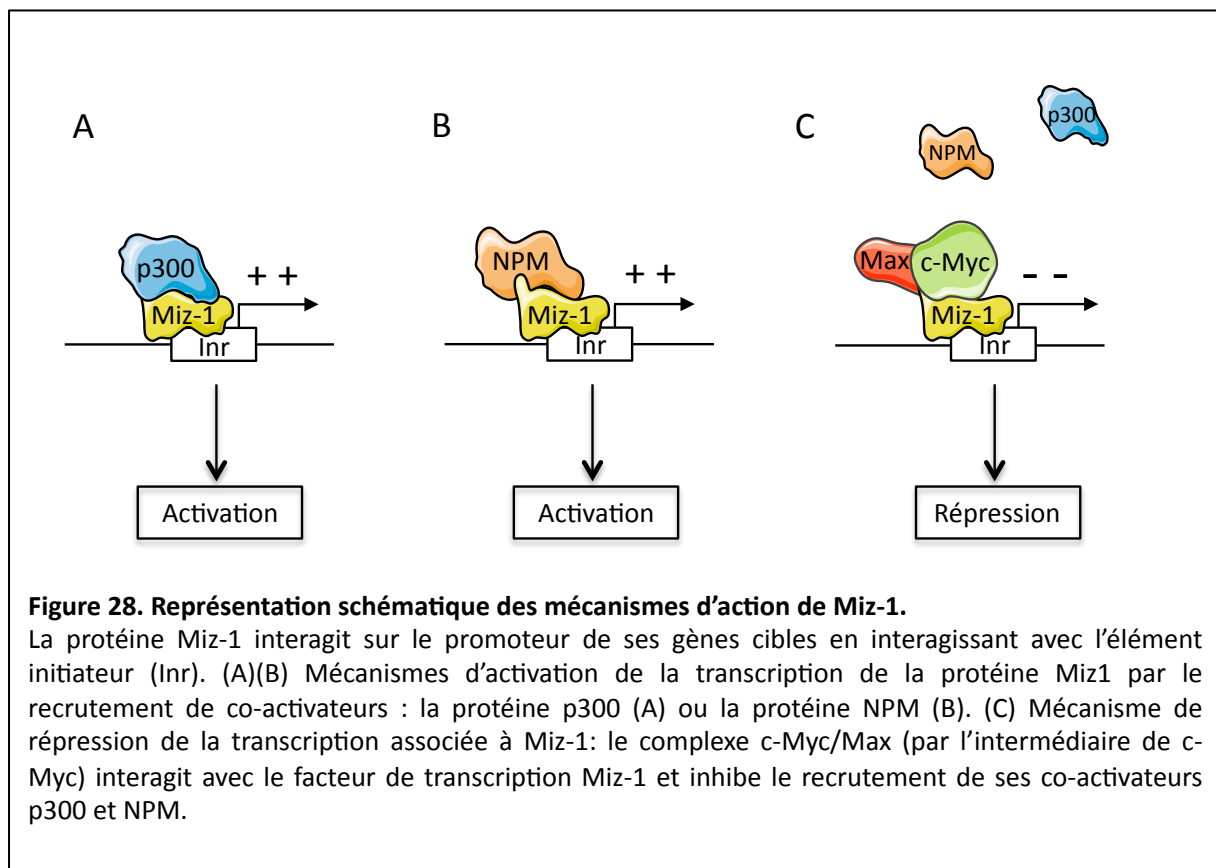 A
B
C
p300
NPM
p300
NPM
Max
c-Myc
+ +
+ +
- -
Miz-1
Miz-1
Miz-1
Inr
Inr
Inr
Activation
Activation
Répression
Figure 28. Représentation schématique des mécanismes d’action de Miz-1.
La protéine Miz-1 interagit sur le promoteur de ses gènes cibles en interagissant avec l’élément
initiateur (Inr). (A)(B) Mécanismes d’activation de la transcription de la protéine Miz1 par le
recrutement de co-activateurs : la protéine p300 (A) ou la protéine NPM (B). (C) Mécanisme de
répression de la transcription associée à Miz-1: le complexe c-Myc/Max (par l’intermédiaire de c-
Myc) interagit avec le facteur de transcription Miz-1 et inhibe le recrutement de ses co-activateurs
p300 et NPM.